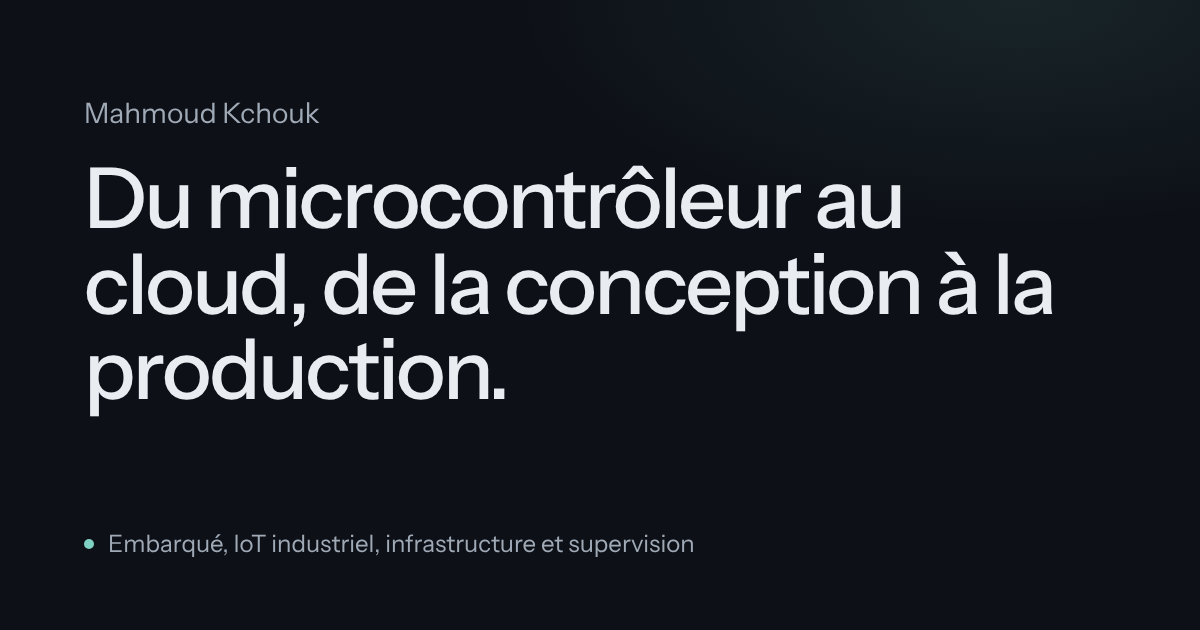 Mahmoud Kchouk
Du microcontrôleur au
cloud, de la conception à la
production.
Embarqué, IoT industriel, infrastructure et supervision